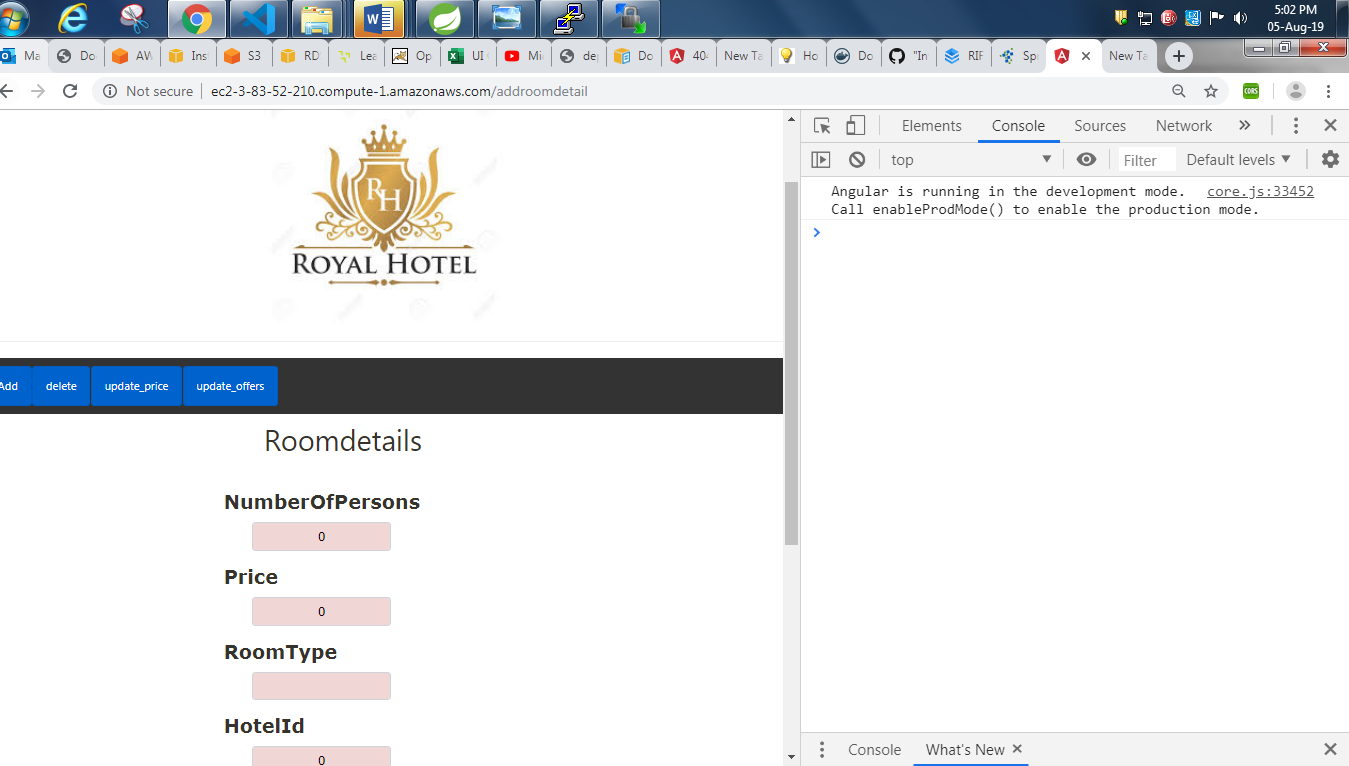 5:02 PM
05-Aug-19
Ma
Do
AV
Ins
S3
RD
Lea
Op
UI
Mi
de
Do
40
New Ta
Ho
Do
"In
RIF
Sp
New Ta
Not secure
ec2-3-83-52-210.compute-1.amazonaws.com/addroomdetail
CORS
RH
ROYAL HOTEL
Add
delete
update_price
update_offers
Roomdetails
NumberOfPersons
0
Price
0
RoomType
HotelId
0
Elements
Console
Sources
Network
top
Filter
Default levels
Angular is running in the development mode.
core.js:33452
Call enableProdMode() to enable the production mode.
Console
What's New